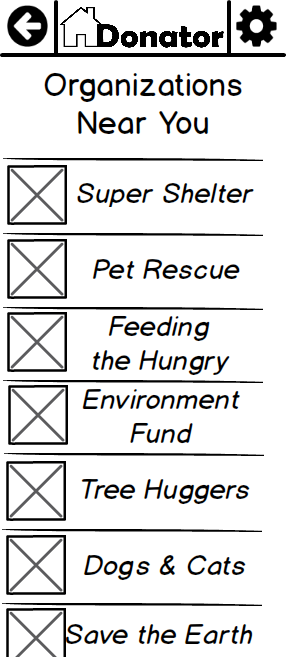 Donator
Organizations
Near You
Super Shelter
Pet Rescue
Feeding
the Hungry
Environment
Fund
Tree Huggers
Dogs & Cats
Save the Earth